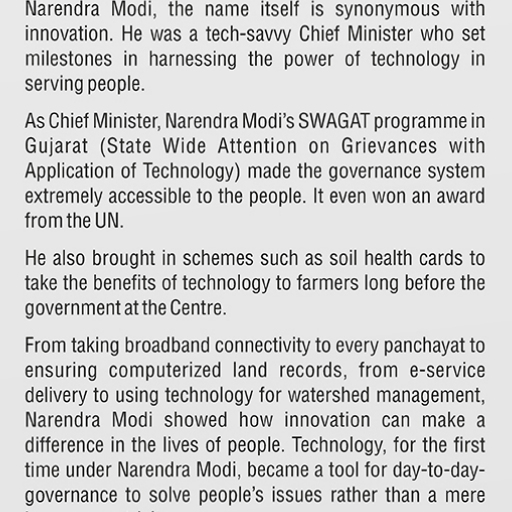 Narendra Modi, the name itself is synonymous with
innovation. He was a tech-savvy Chief Minister who set
milestones in harnessing the power of technology in
serving people.
As Chief Minister, Narendra Modi's SWAGAT programme in
Gujarat (State Wide Attention on Grievances with
Application of Technology) made the governance system
extremely accessible to the people. It even won an award
from the UN.
He also brought in schemes such as soil health cards to
take the benefits of technology to farmers long before the
government at the Centre.
From taking broadband connectivity to every panchayat to
ensuring computerized land records, from e-service
delivery to using technology for watershed management,
Narendra Modi showed how innovation can make a
difference in the lives of people. Technology, for the first
time under Narendra Modi, became a tool for day-to-day-
governance to solve people's issues rather than a mere